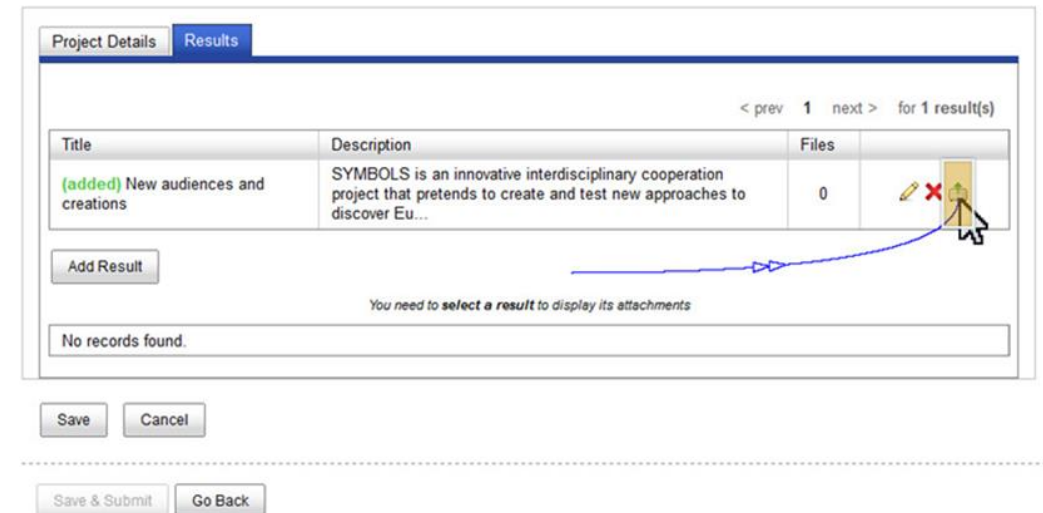 Project Details Results
< prev 1 next > for 1 result(s)
Title Description Files
(added) New audiences and creations
SYMBOLS is an innovative interdisciplinary cooperation
project that pretends to create and test new approaches to
discover Eu...
0
Add Result
You need to select a result to display its attachments
No records found.
Save Cancel
Save & Submit Go Back